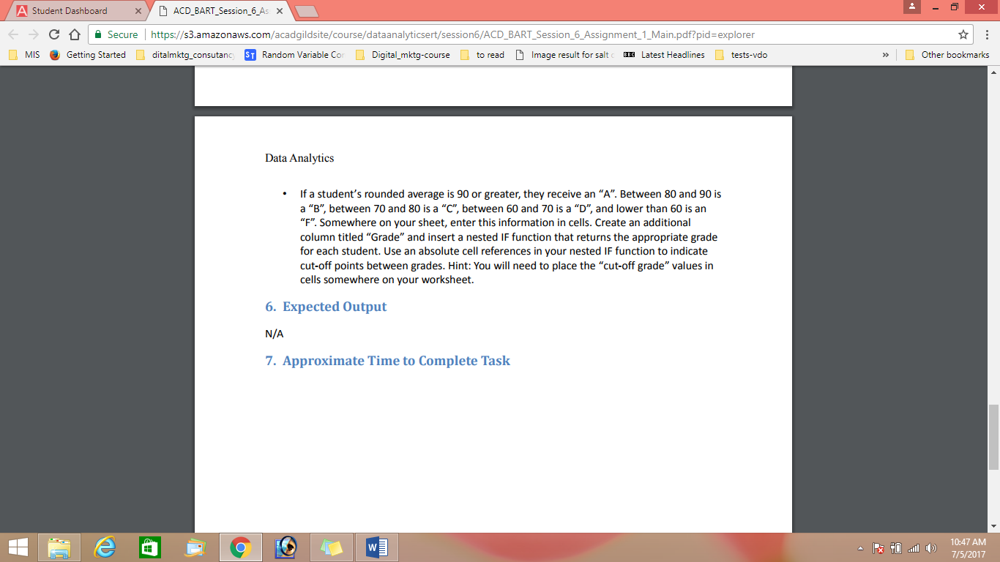 Student Dashboard
ACD_BART_Session_6_As
Secure
https://s3.amazonaws.com/acadgildsite/course/dataanalyticsert/session6/ACD_BART_Session_6_Assignment_1_Main.pdf?pid=explorer
MIS
Getting Started
ditalmktg_consutanc
ST Random Variable Cor
Digital_mktg-course
to read
Image result for salt c
BBC Latest Headlines
tests-vdo
»
Other bookmarks
Data Analytics
• If a student’s rounded average is 90 or greater, they receive an “A”. Between 80 and 90 is
a “B”, between 70 and 80 is a “C”, between 60 and 70 is a “D”, and lower than 60 is an
“F”. Somewhere on your sheet, enter this information in cells. Create an additional
column titled “Grade” and insert a nested IF function that returns the appropriate grade
for each student. Use an absolute cell references in your nested IF function to indicate
cut-off points between grades. Hint: You will need to place the “cut-off grade” values in
cells somewhere on your worksheet.
6. Expected Output
N/A
7. Approximate Time to Complete Task
10:47 AM
7/5/2017